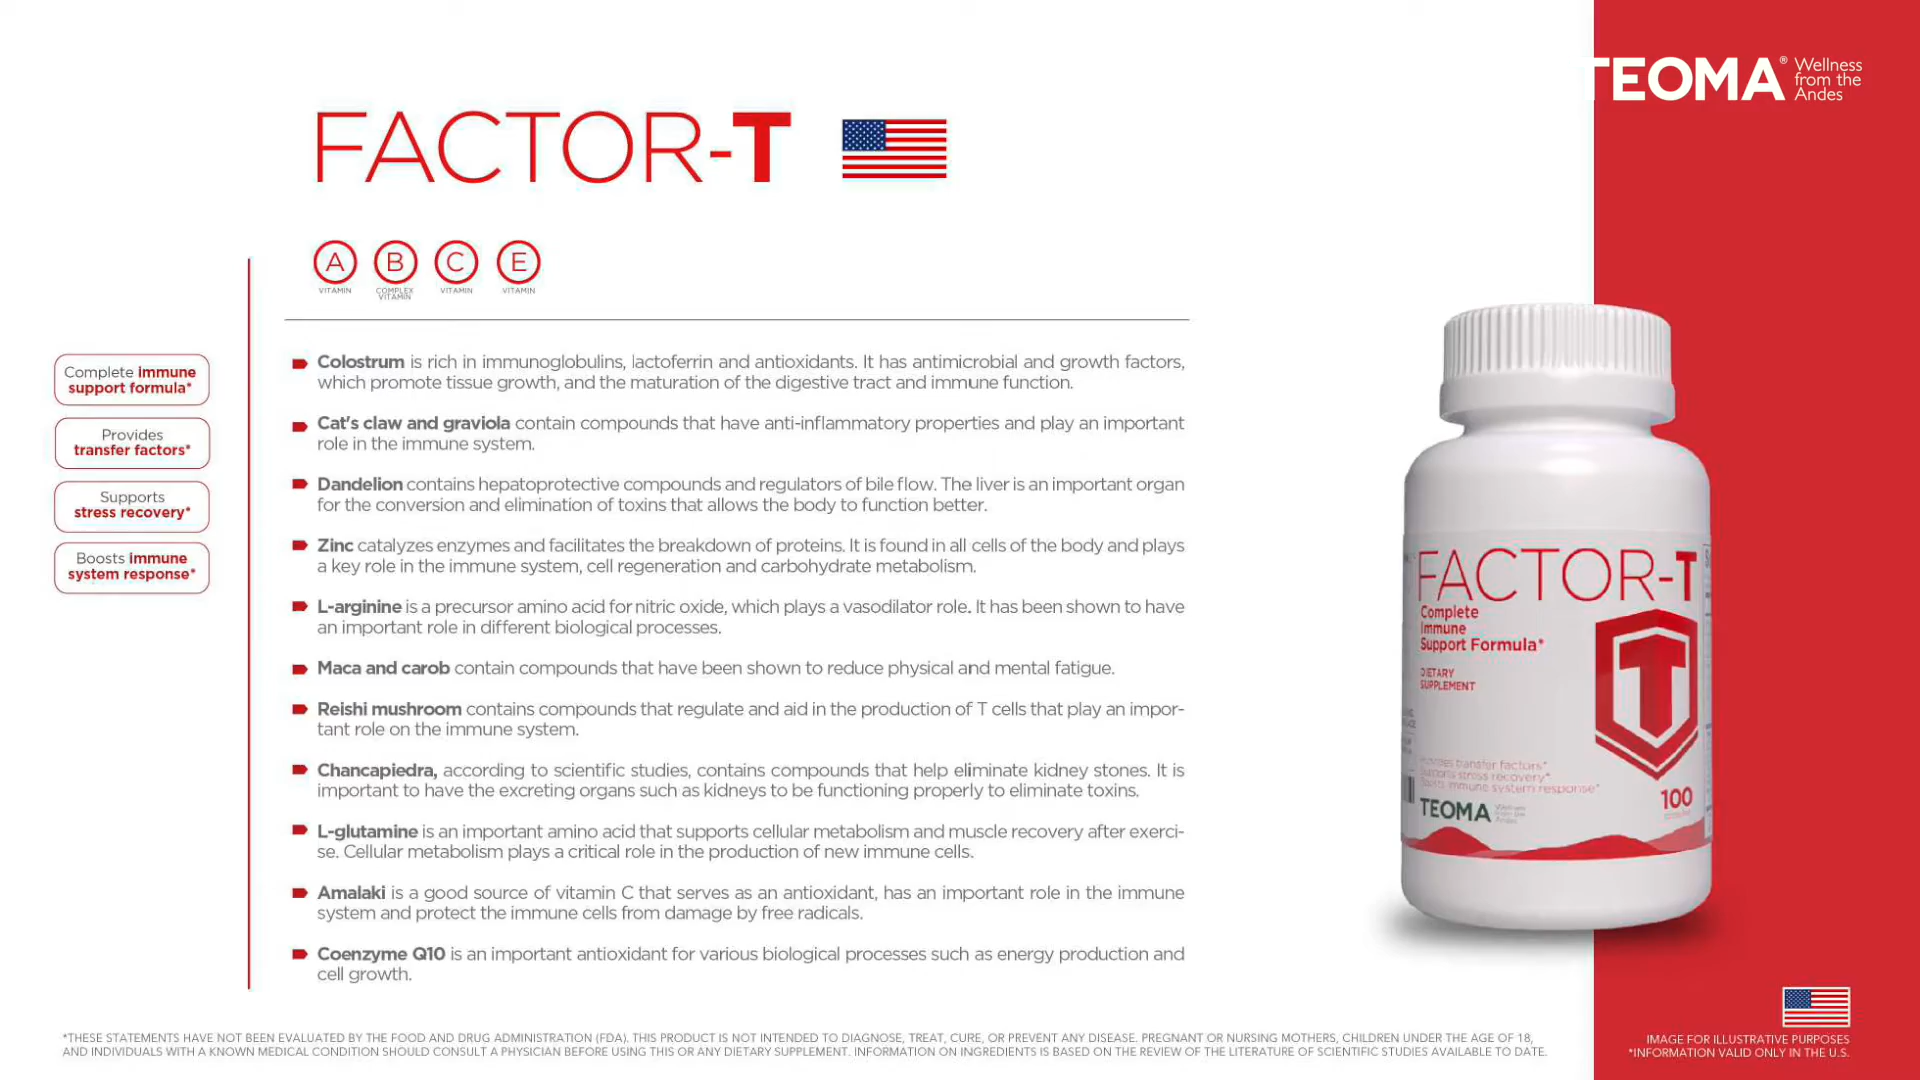 TEOMA® Wellness
from the
Andes
FACTOR-T
A B C E
VITAMIN COMPLEX VITAMIN VITAMIN VITAMIN
Complete immune
support formula*
Provides
transfer factors*
Supports
stress recovery*
Boosts immune
system response*
Colostrum is rich in immunoglobulins, lactoferrin and antioxidants. It has antimicrobial and growth factors,
which promote tissue growth, and the maturation of the digestive tract and immune function.
Cat's claw and graviola contain compounds that have anti-inflammatory properties and play an important
role in the immune system.
Dandelion contains hepatoprotective compounds and regulators of bile flow. The liver is an important organ
for the conversion and elimination of toxins that allows the body to function better.
Zinc catalyzes enzymes and facilitates the breakdown of proteins. It is found in all cells of the body and plays
a key role in the immune system, cell regeneration and carbohydrate metabolism.
L-arginine is a precursor amino acid for nitric oxide, which plays a vasodilator role. It has been shown to have
an important role in different biological processes.
Maca and carob contain compounds that have been shown to reduce physical and mental fatigue.
Reishi mushroom contains compounds that regulate and aid in the production of T cells that play an impor-
tant role on the immune system.
Chancapiedra, according to scientific studies, contains compounds that help eliminate kidney stones. It is
important to have the excreting organs such as kidneys to be functioning properly to eliminate toxins.
L-glutamine is an important amino acid that supports cellular metabolism and muscle recovery after exerci-
se. Cellular metabolism plays a critical role in the production of new immune cells.
Amalaki is a good source of vitamin C that serves as an antioxidant, has an important role in the immune
system and protect the immune cells from damage by free radicals.
Coenzyme Q10 is an important antioxidant for various biological processes such as energy production and
cell growth.
FACTOR-T
Complete
Immune
Support Formula*
DIETARY
SUPPLEMENT
T
Provides transfer factors*
Supports stress recovery*
Boosts immune system response*
100
TEOMA
*THESE STATEMENTS HAVE NOT BEEN EVALUATED BY THE FOOD AND DRUG ADMINISTRATION (FDA). THIS PRODUCT IS NOT INTENDED TO DIAGNOSE, TREAT, CURE, OR PREVENT ANY DISEASE. PREGNANT OR NURSING MOTHERS, CHILDREN UNDER THE AGE OF 18,
AND INDIVIDUALS WITH A KNOWN MEDICAL CONDITION SHOULD CONSULT A PHYSICIAN BEFORE USING THIS OR ANY DIETARY SUPPLEMENT. INFORMATION ON INGREDIENTS IS BASED ON THE REVIEW OF THE LITERATURE OF SCIENTIFIC STUDIES AVAILABLE TO DATE.
IMAGE FOR ILLUSTRATIVE PURPOSES
*INFORMATION VALID ONLY IN THE U.S.